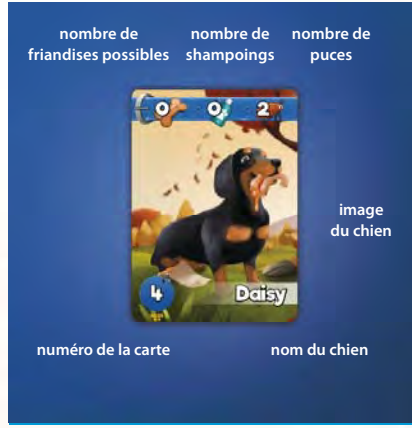 nombre de
friandises possibles
nombre de
shampoings
nombre de
puces
0 0 2
image
du chien
4
Daisy
numéro de la carte
nom du chien